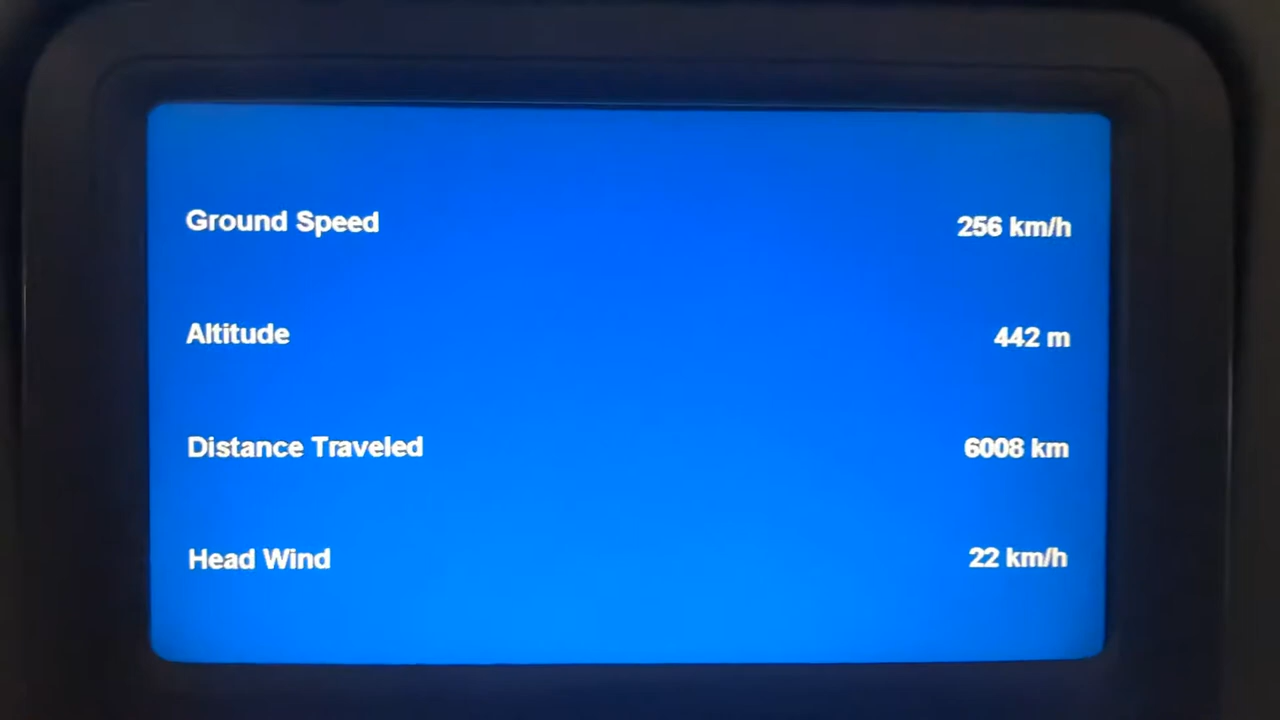 Ground Speed 256 km/h
Altitude 442 m
Distance Traveled 6008 km
Head Wind 22 km/h